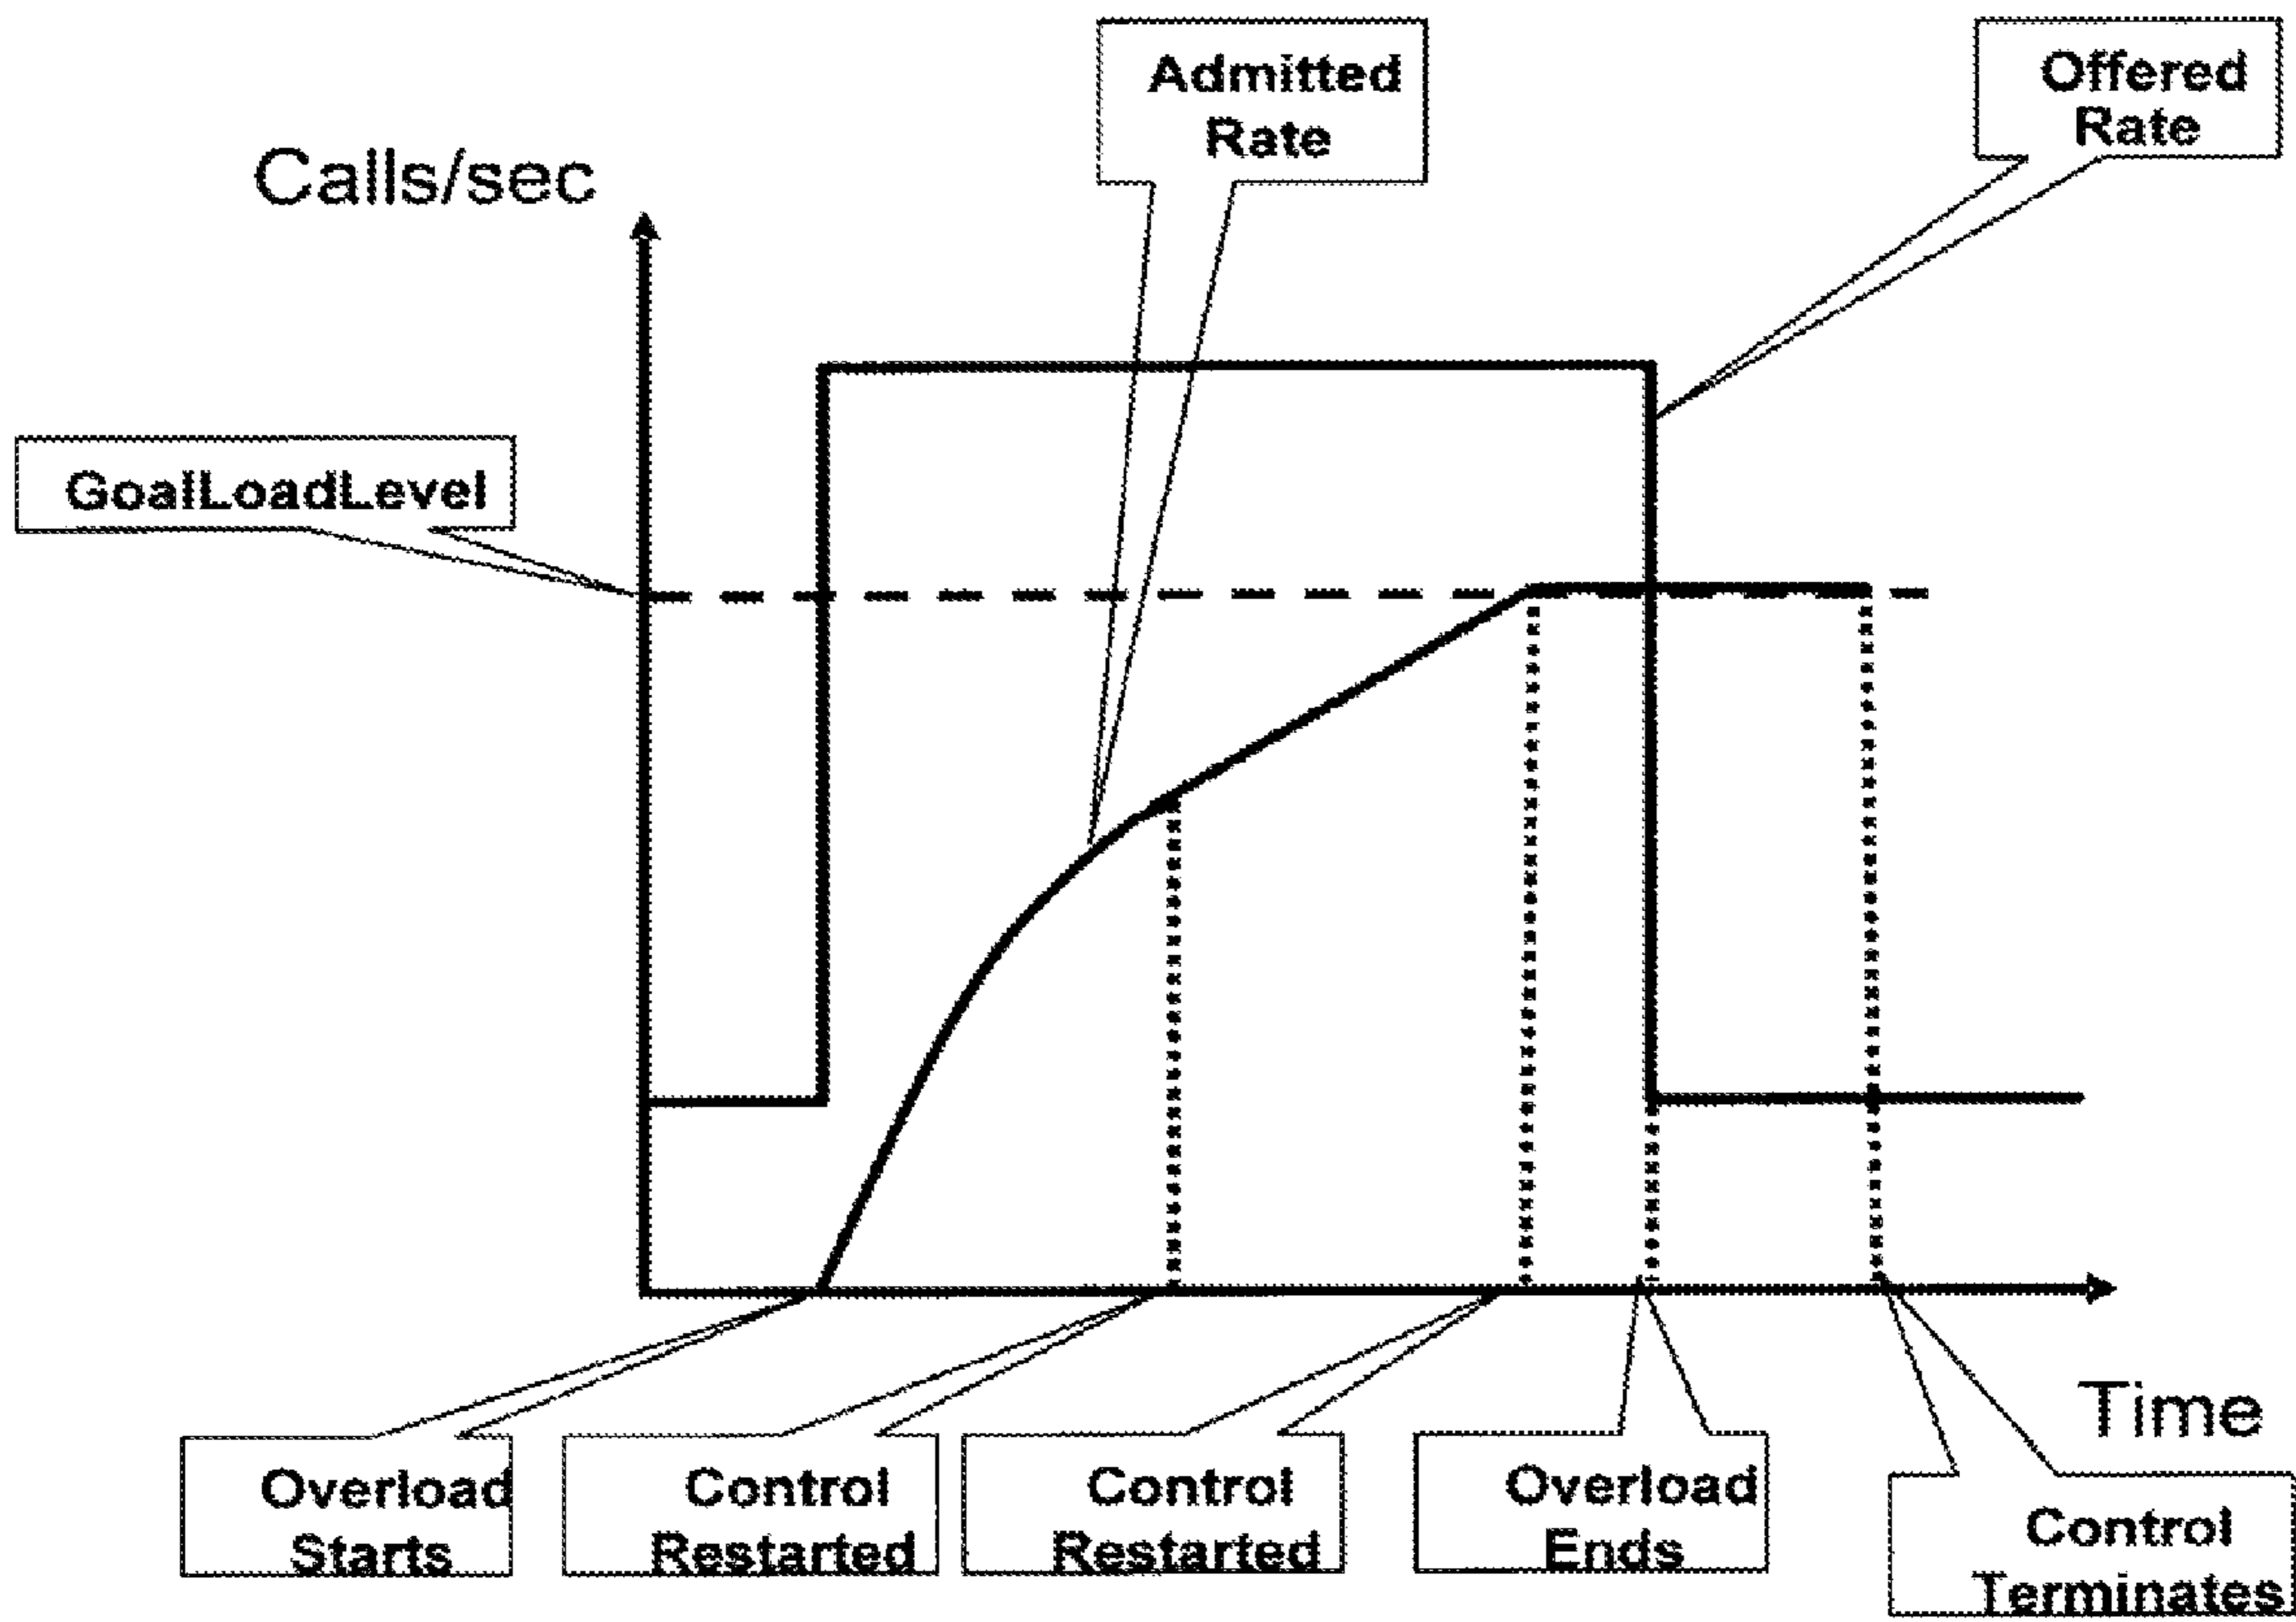 Admitted
Rate
Offered
Rate
Calls/sec
GoalLoadLevel
Time
Overload
Starts
Control
Restarted
Control
Restarted
Overload
Ends
Control
Terminates